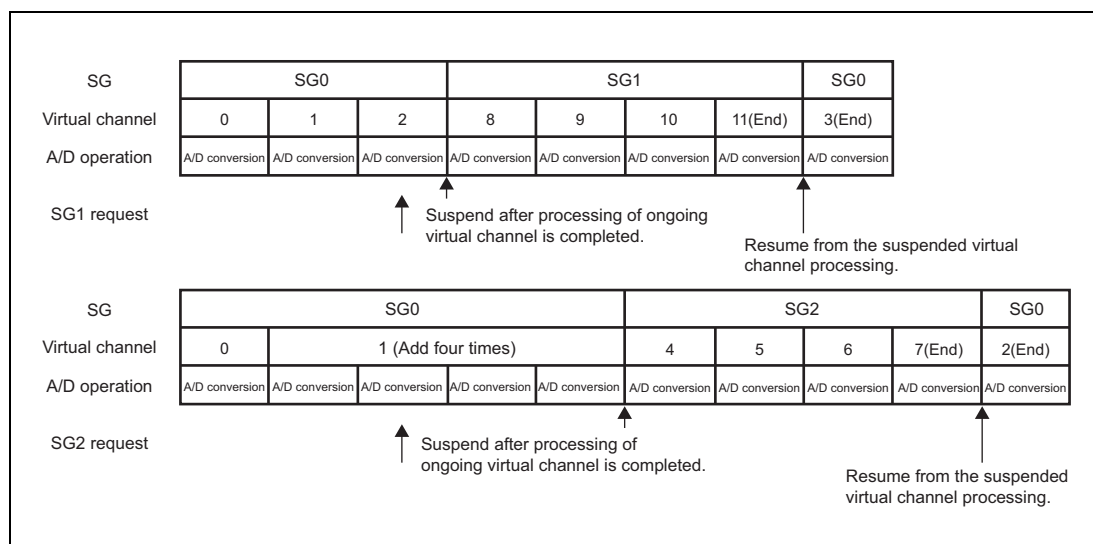 SG SG0 SG1 SG0
Virtual channel 0 1 2 8 9 10 11(End) 3(End)
A/D operation A/D conversion A/D conversion A/D conversion A/D conversion A/D conversion A/D conversion A/D conversion A/D conversion
SG1 request
Suspend after processing of ongoing
virtual channel is completed.
Resume from the suspended virtual
channel processing.
SG SG0 SG2 SG0
Virtual channel 0 1 (Add four times) 4 5 6 7(End) 2(End)
A/D operation A/D conversion A/D conversion A/D conversion A/D conversion A/D conversion A/D conversion A/D conversion A/D conversion A/D conversion A/D conversion
SG2 request
Suspend after processing of
ongoing virtual channel is completed.
Resume from the suspended
virtual channel processing.